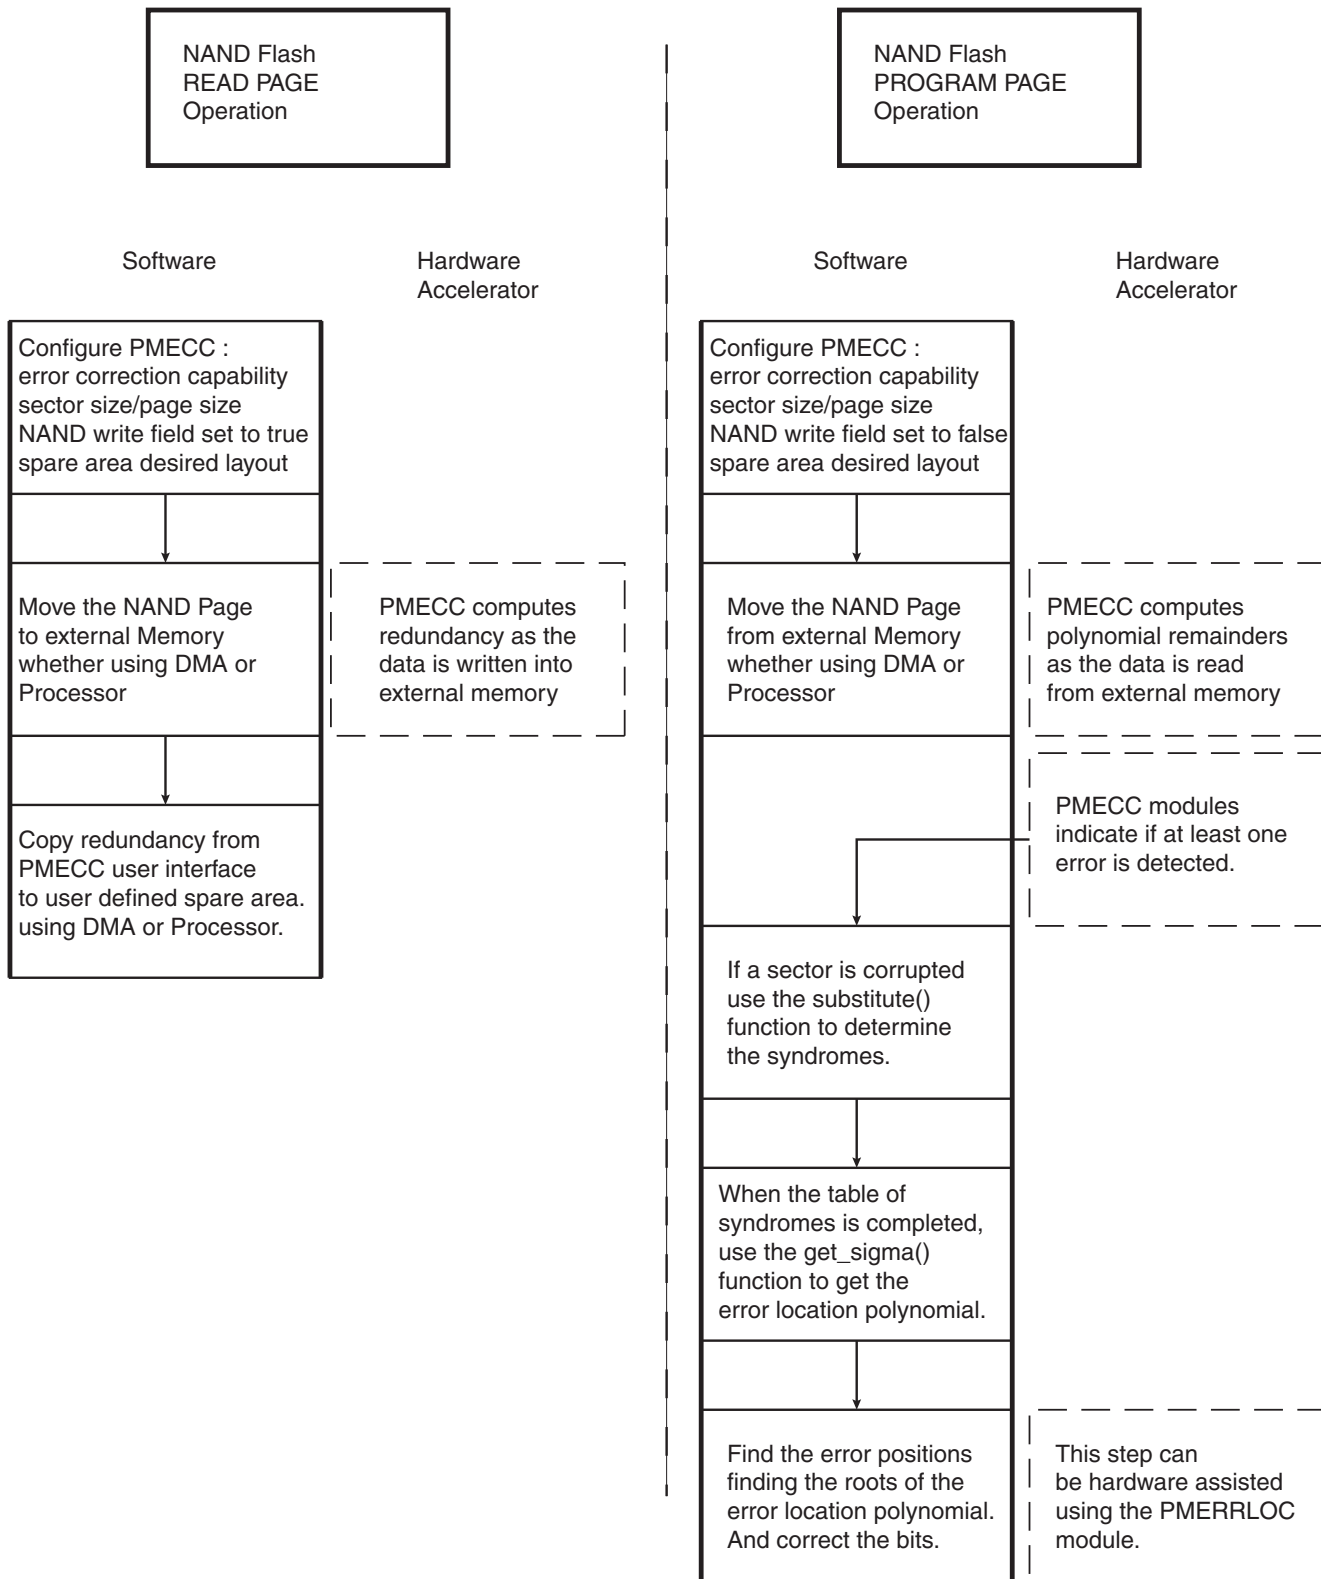 NAND Flash
READ PAGE
Operation
Software
Hardware
Accelerator
Configure PMECC :
error correction capability
sector size/page size
NAND write field set to true
spare area desired layout
Move the NAND Page
to external Memory
whether using DMA or
Processor
PMECC computes
redundancy as the
data is written into
external memory
Copy redundancy from
PMECC user interface
to user defined spare area.
using DMA or Processor.
NAND Flash
PROGRAM PAGE
Operation
Software
Hardware
Accelerator
Configure PMECC :
error correction capability
sector size/page size
NAND write field set to false
spare area desired layout
Move the NAND Page
from external Memory
whether using DMA or
Processor
PMECC computes
polynomial remainders
as the data is read
from external memory
PMECC modules
indicate if at least one
error is detected.
If a sector is corrupted
use the substitute()
function to determine
the syndromes.
When the table of
syndromes is completed,
use the get_sigma()
function to get the
error location polynomial.
Find the error positions
finding the roots of the
error location polynomial.
And correct the bits.
This step can
be hardware assisted
using the PMERRLOC
module.